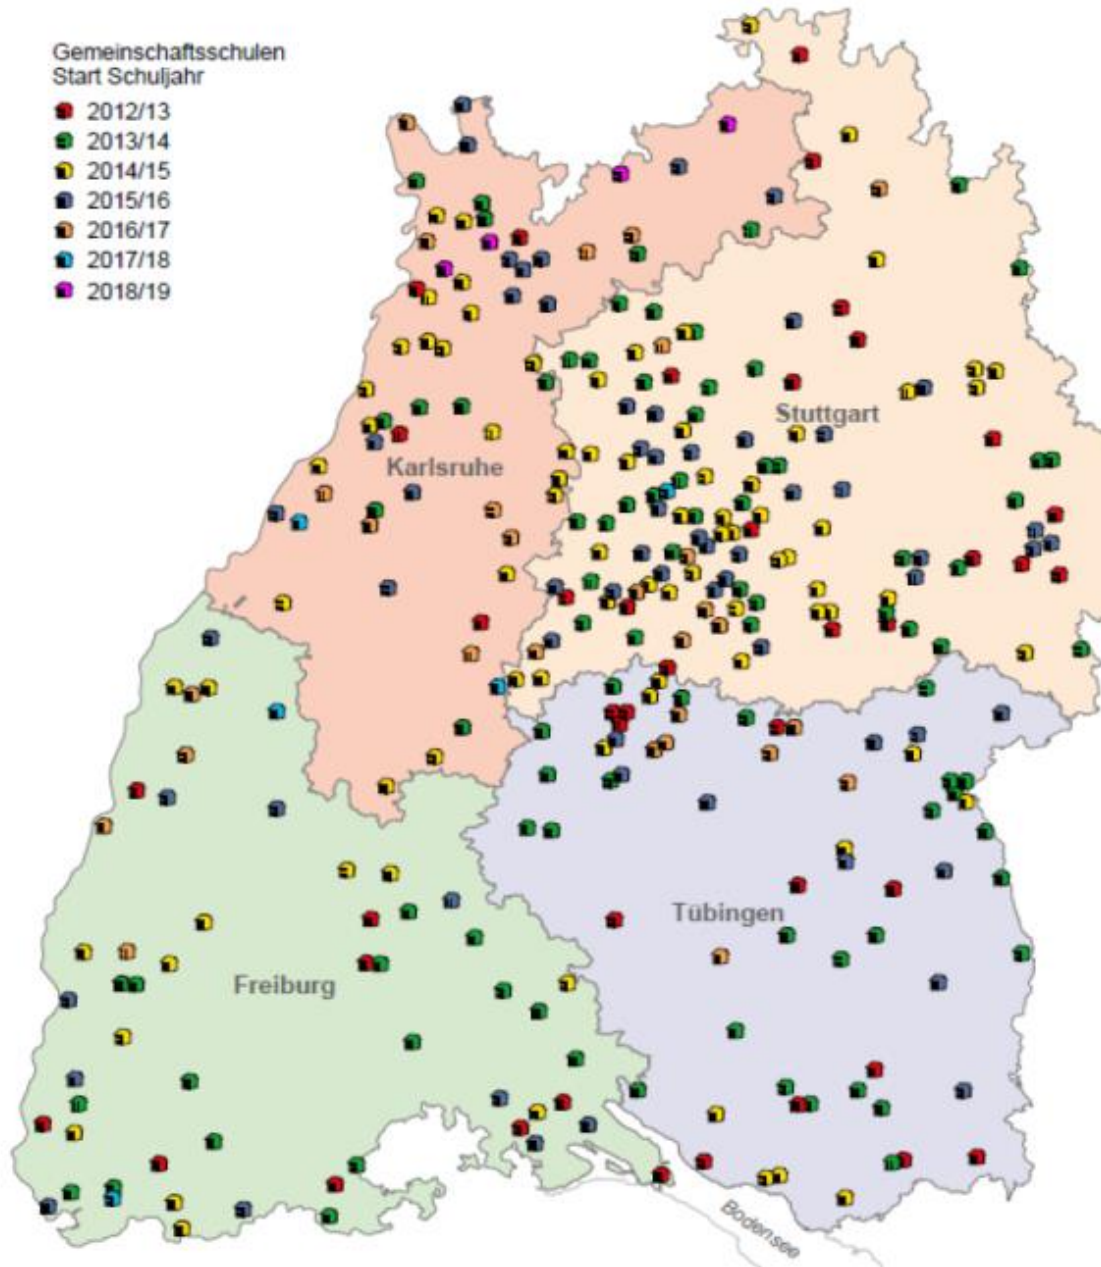 Gemeinschaftsschulen
Start Schuljahr
2012/13
2013/14
2014/15
2015/16
2016/17
2017/18
2018/19
Stuttgart
Karlsruhe
Tübingen
Freiburg
Bodensee